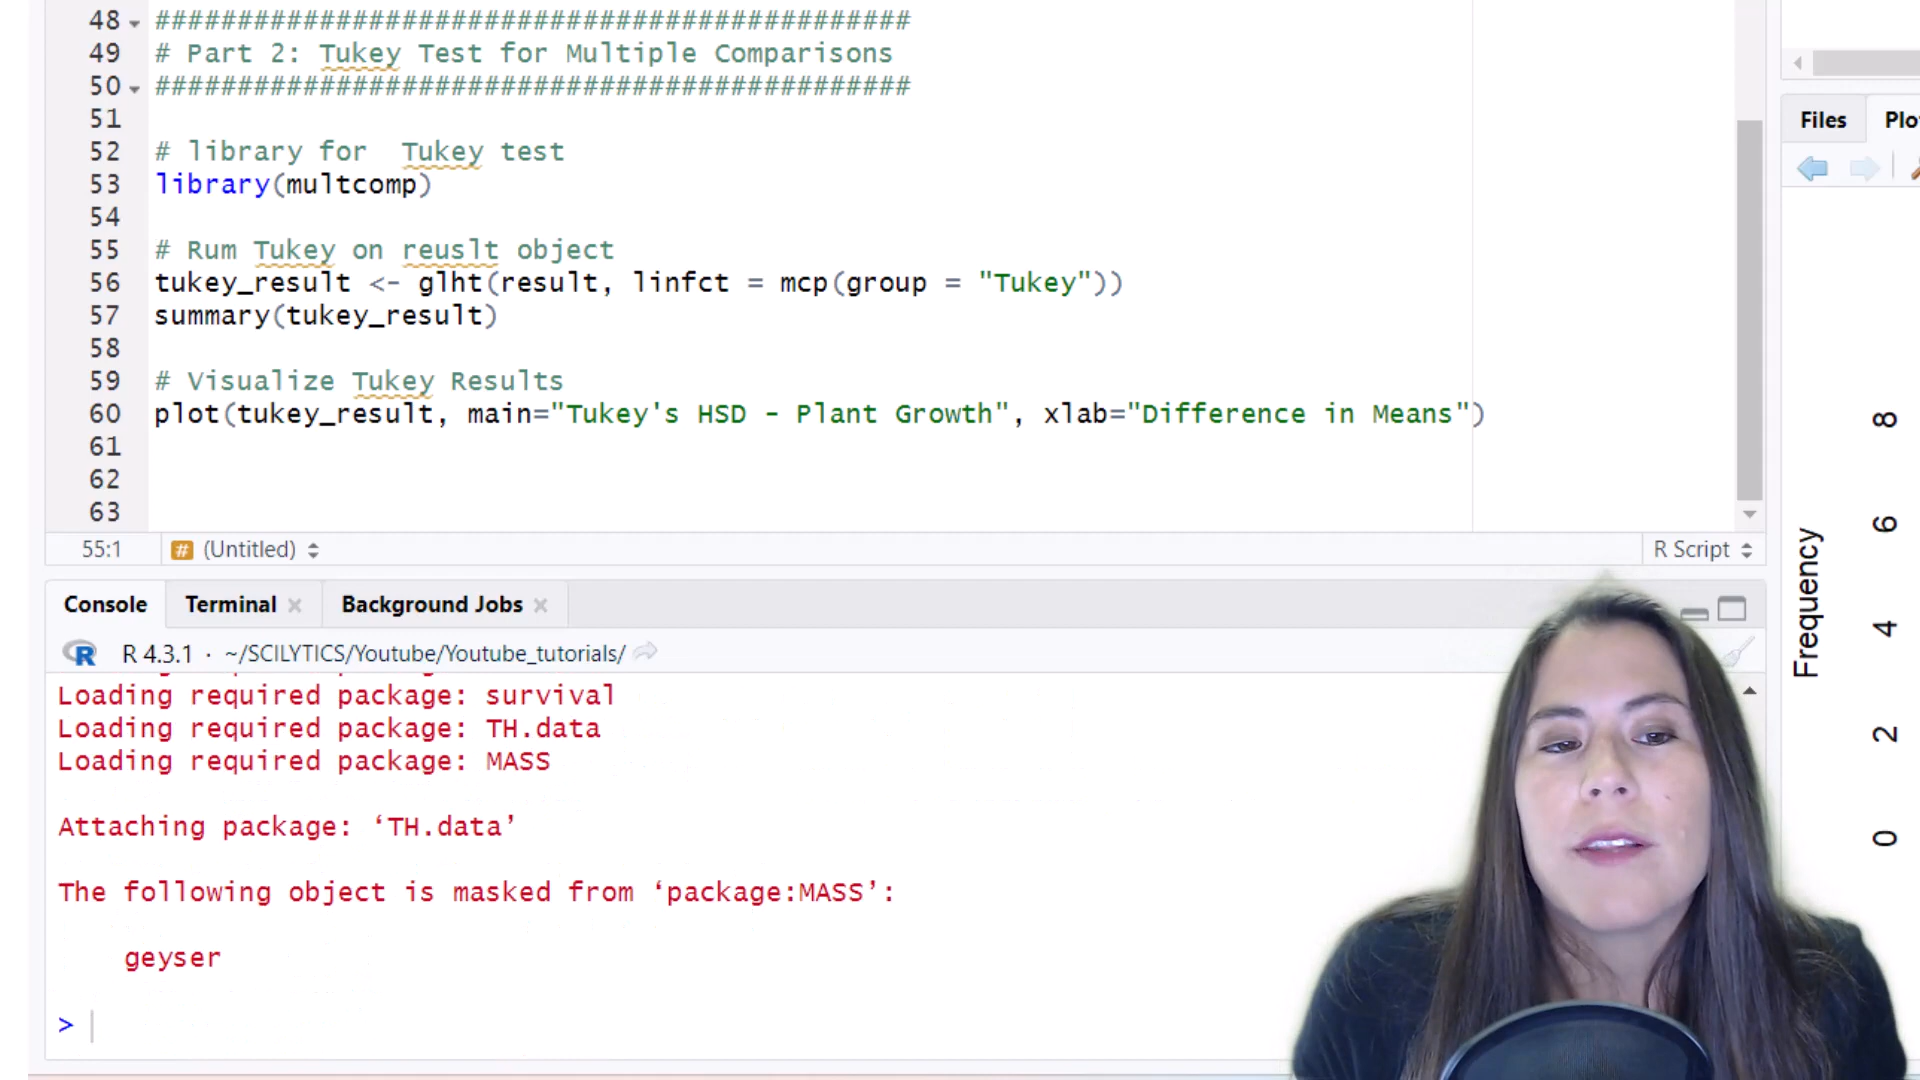 48 ##############################################
49 # Part 2: Tukey Test for Multiple Comparisons
50 ##############################################
51
52 # library for  Tukey test
53 library(multcomp)
54
55 # Rum Tukey on reuslt object
56 tukey_result <- glht(result, linfct = mcp(group = "Tukey"))
57 summary(tukey_result)
58
59 # Visualize Tukey Results
60 plot(tukey_result, main="Tukey's HSD - Plant Growth", xlab="Difference in Means")
61
62
63
55:1 # (Untitled) R Script
Console Terminal Background Jobs
R R 4.3.1 · ~/SCILYTICS/Youtube/Youtube_tutorials/
Loading required package: survival
Loading required package: TH.data
Loading required package: MASS
Attaching package: ‘TH.data’
The following object is masked from ‘package:MASS’:
geyser
>
Files
Frequency
8
6
4
2
0